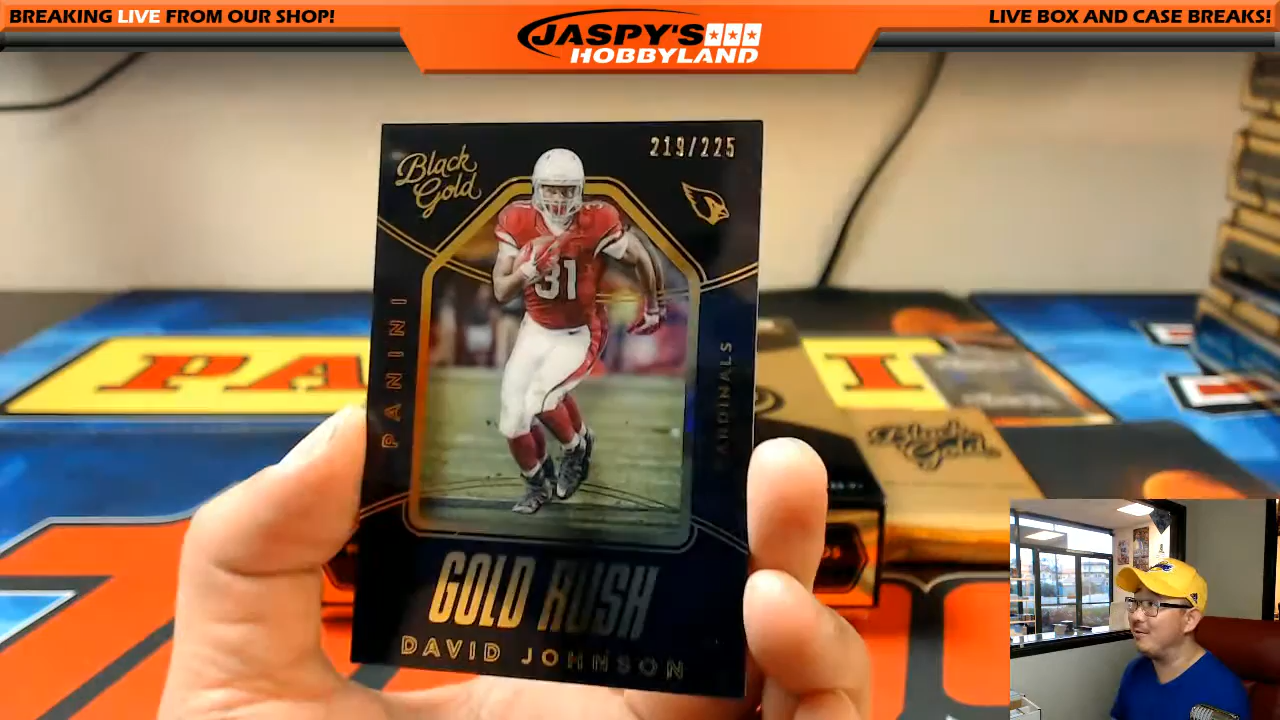 BREAKING LIVE FROM OUR SHOP!
JASPY'S
HOBBYLAND
LIVE BOX AND CASE BREAKS!
Black
Gold
219/225
31
PANINI
CARDINALS
GOLD RUSH
DAVID JOHNSON
PA
I
Black
Gold